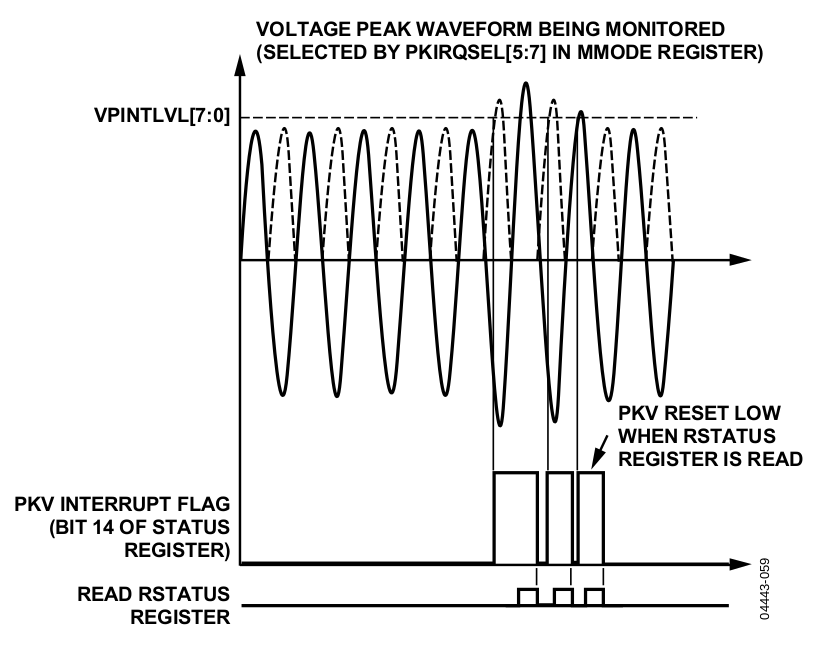 VOLTAGE PEAK WAVEFORM BEING MONITORED
(SELECTED BY PKIRQSEL[5:7] IN MMODE REGISTER)
VPINTLVL[7:0]
PKV RESET LOW
WHEN RSTATUS
REGISTER IS READ
PKV INTERRUPT FLAG
(BIT 14 OF STATUS
REGISTER)
READ RSTATUS
REGISTER
04443-059